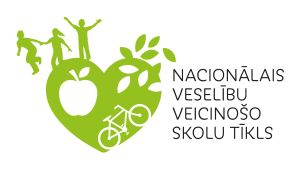 NACIONĀLAIS
VESELĪBU
VEICINOŠO
SKOLU TĪKLS